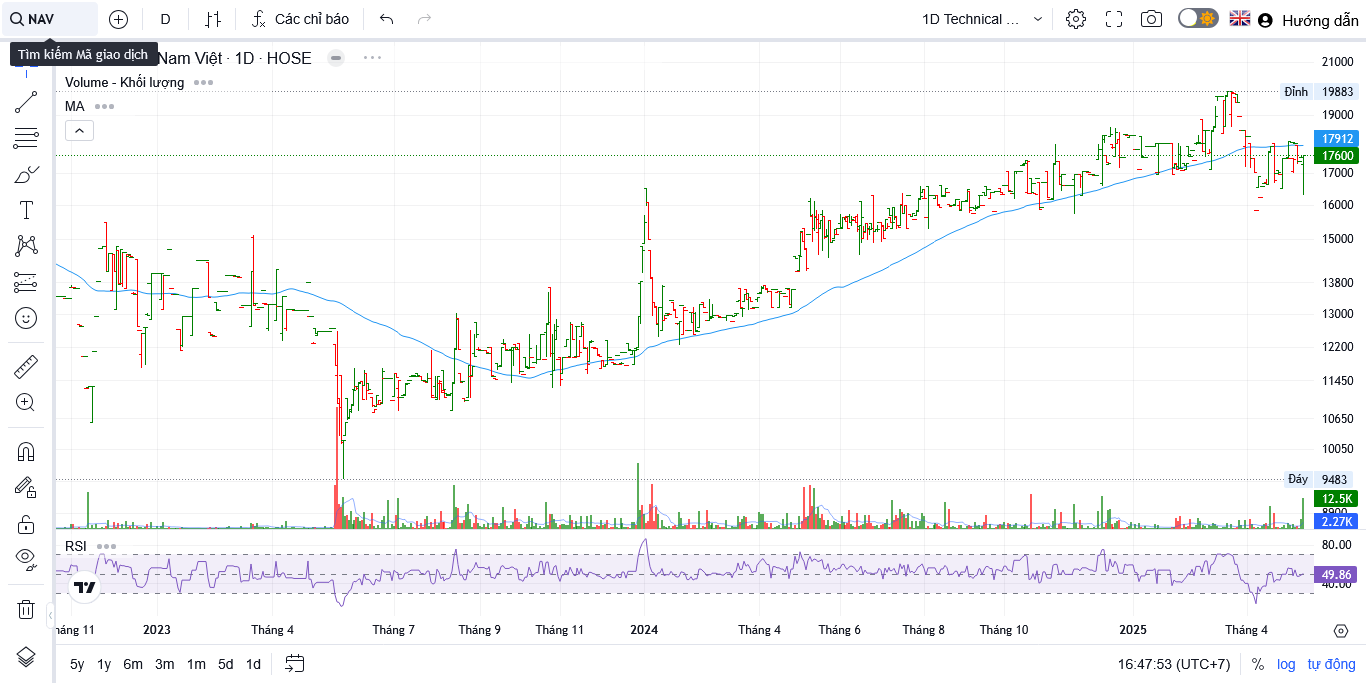 NAV D Các chỉ báo 1D Technical ... Hướng dẫn
Tìm kiếm Mã giao dịch
Nam Việt · 1D · HOSE
Volume - Khối lượng
MA
21000
Đỉnh 19883
19000
17912
17600
17000
16000
15000
13800
13000
12200
11450
10650
10050
Đáy 9483
12.5K
2.27K
RSI
80.00
49.86
40.00
háng 11 2023 Tháng 4 Tháng 7 Tháng 9 Tháng 11 2024 Tháng 4 Tháng 6 Tháng 8 Tháng 10 2025 Tháng 4
5y 1y 6m 3m 1m 5d 1d 16:47:53 (UTC+7) % log tự động